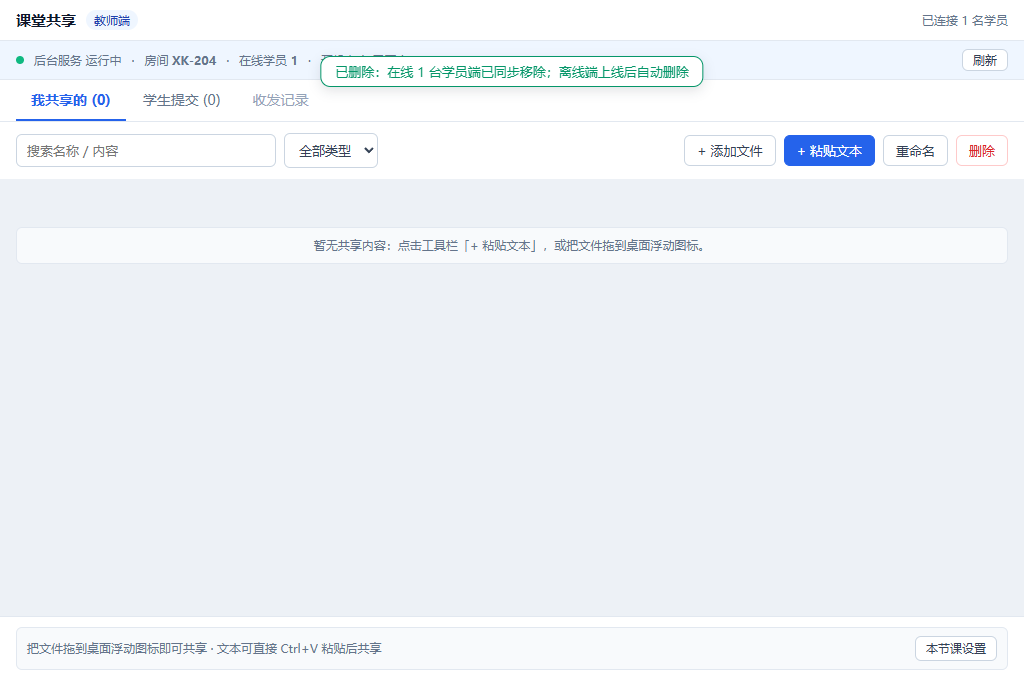 课堂共享 教师端 已连接 1 名学员
后台服务 运行中 · 房间 XK-204 · 在线学员 1 · 刷新
已删除：在线 1 台学员端已同步移除；离线端上线后自动删除
我共享的 (0) 学生提交 (0) 收发记录
搜索名称 / 内容 全部类型 + 添加文件 + 粘贴文本 重命名 删除
暂无共享内容：点击工具栏「+ 粘贴文本」，或把文件拖到桌面浮动图标。
把文件拖到桌面浮动图标即可共享 · 文本可直接 Ctrl+V 粘贴后共享 本节课设置